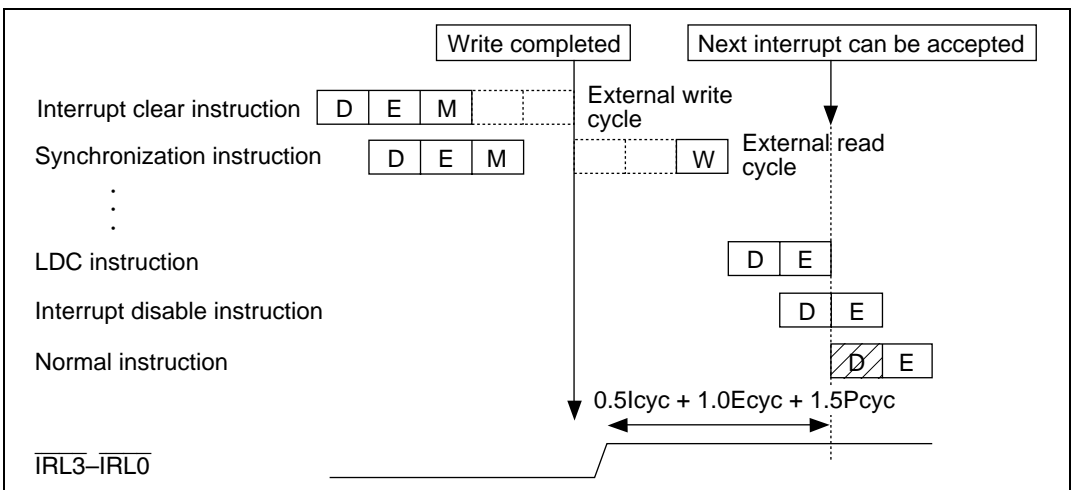 Write completed
Next interrupt can be accepted
Interrupt clear instruction
D E M
External write
cycle
Synchronization instruction
D E M
W
External read
cycle
.
.
.
LDC instruction
D E
Interrupt disable instruction
D E
Normal instruction
D E
0.5Icyc + 1.0Ecyc + 1.5Pcyc
IRL3–IRL0